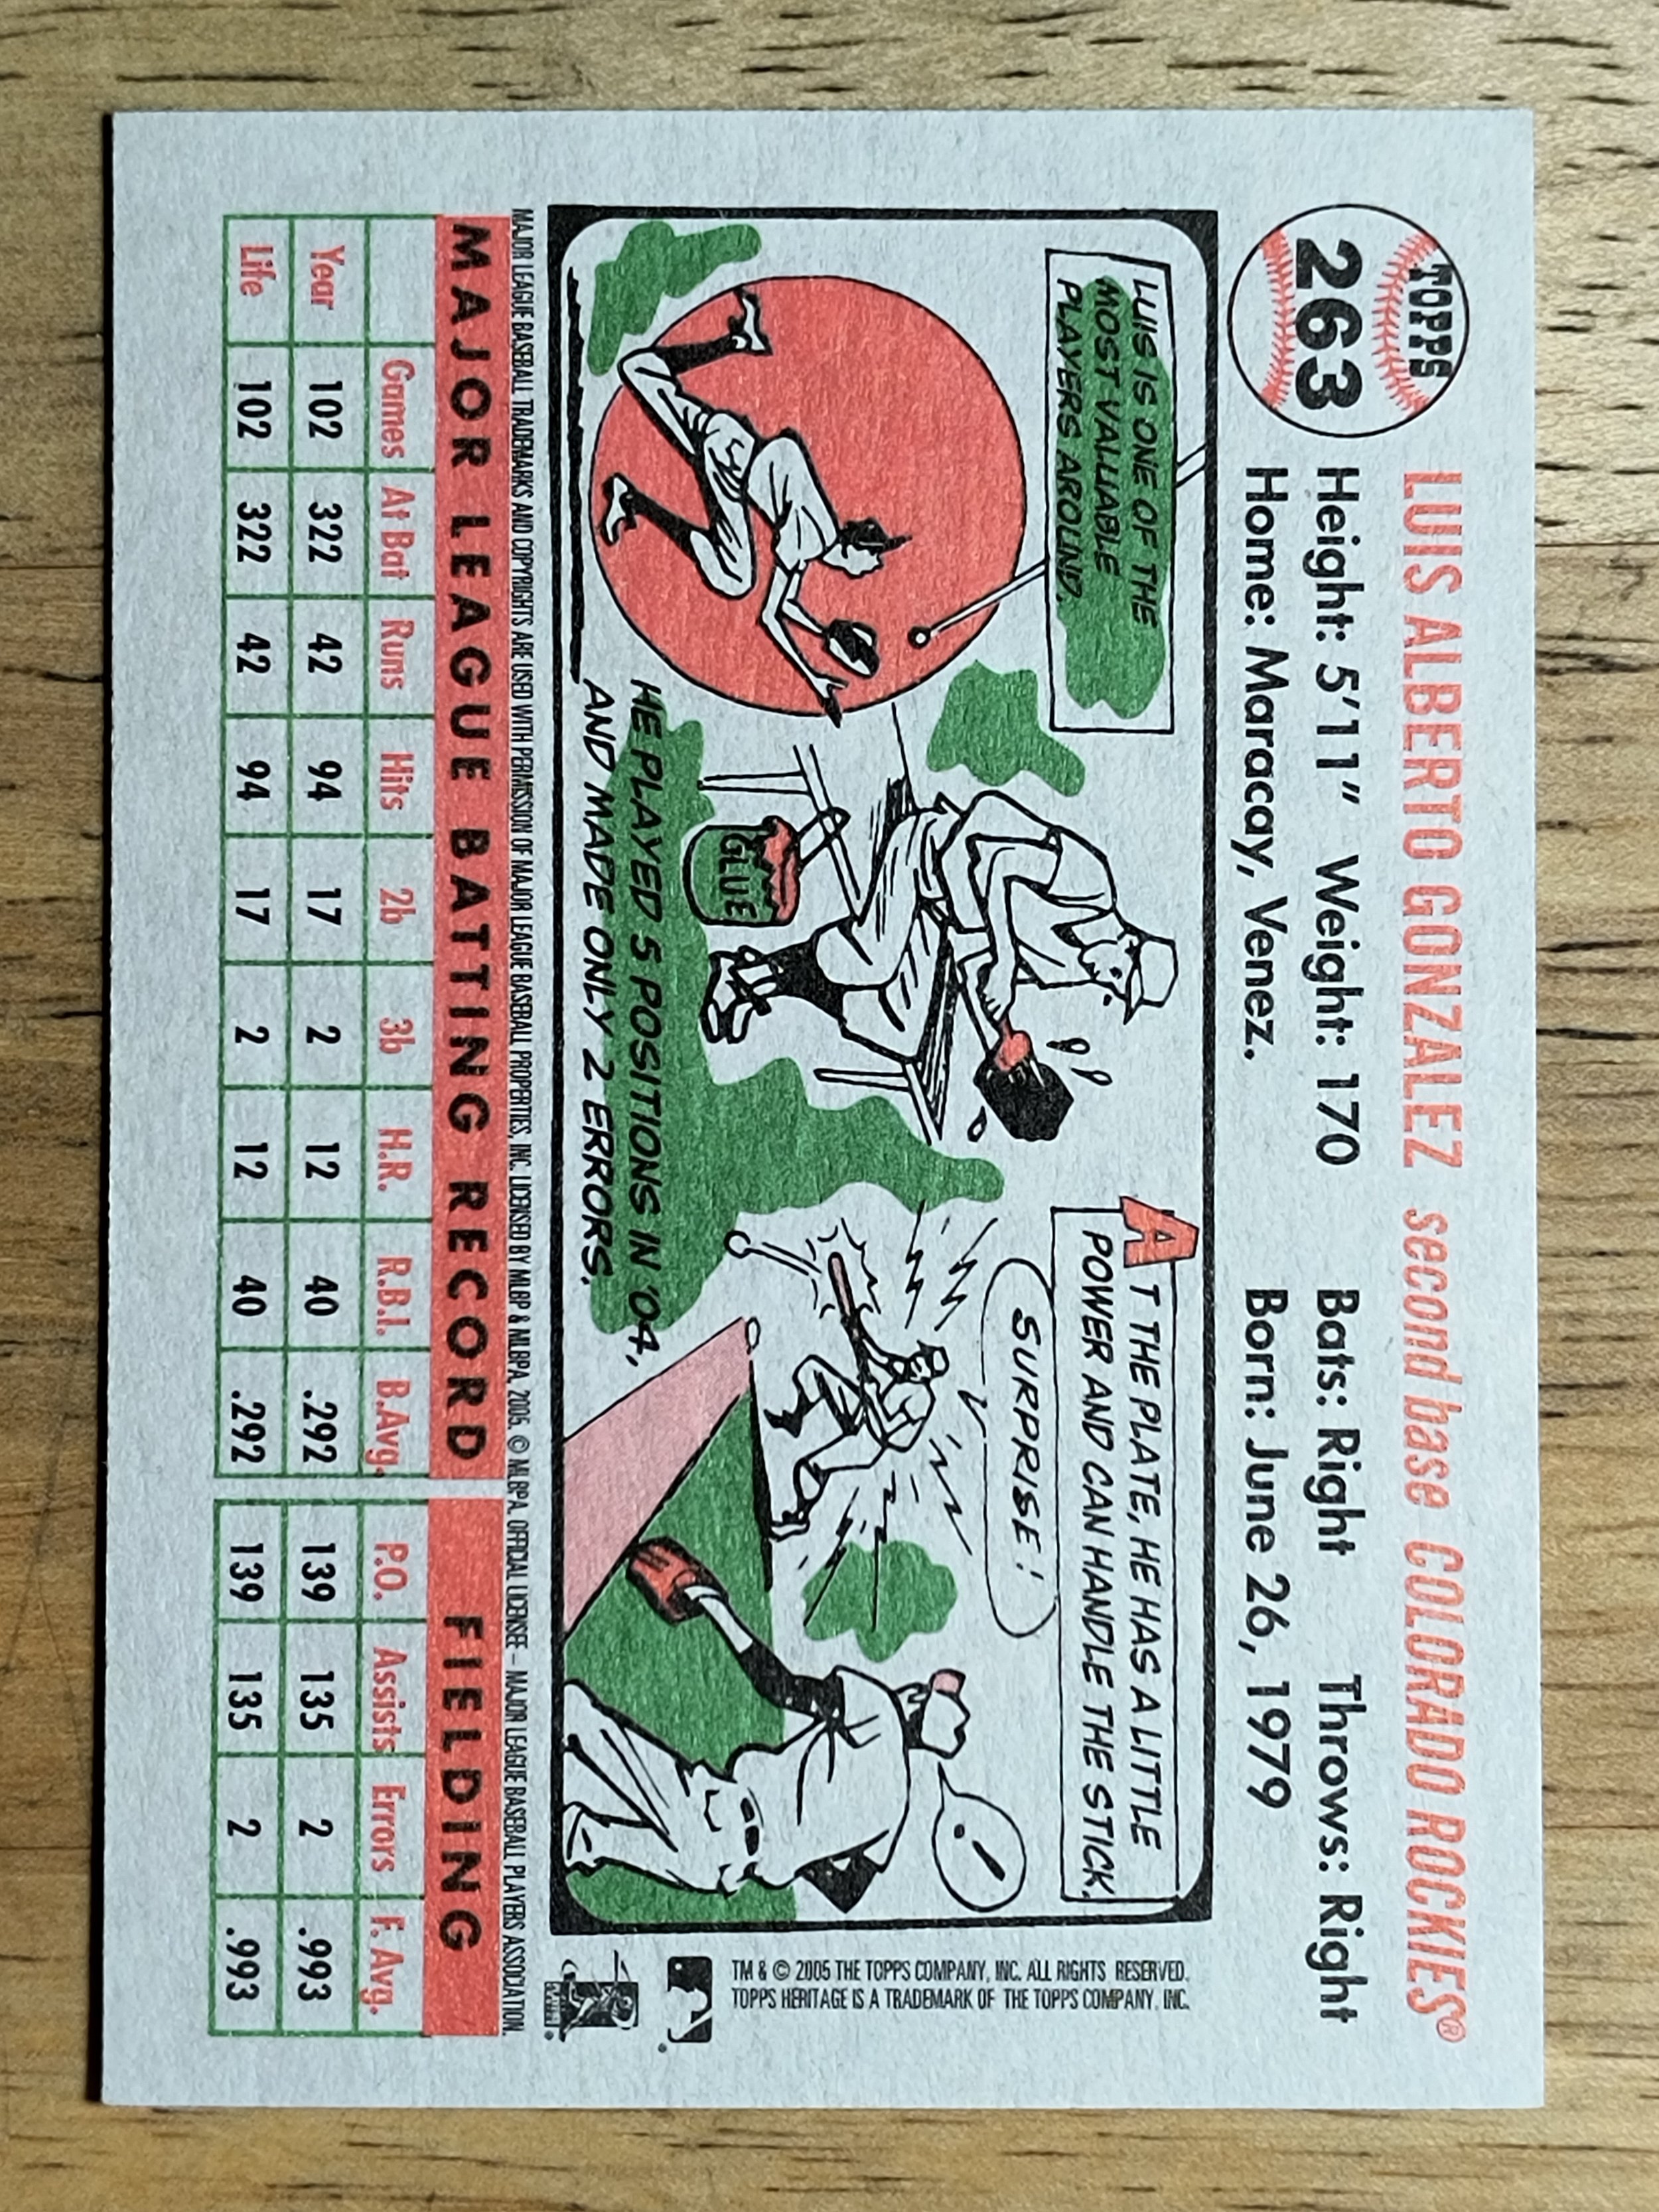 TOPPS
263
LUIS ALBERTO GONZALEZ second base COLORADO ROCKIES®
Height: 5'11" Weight: 170 Bats: Right Throws: Right
Home: Maracay, Venez. Born: June 26, 1979
LUIS IS ONE OF THE
MOST VALUABLE
PLAYERS AROUND.
GLUE
HE PLAYED 5 POSITIONS IN '04,
AND MADE ONLY 2 ERRORS.
AT THE PLATE, HE HAS A LITTLE
POWER AND CAN HANDLE THE STICK.
SURPRISE!
!
TM & © 2005 THE TOPPS COMPANY, INC. ALL RIGHTS RESERVED.
TOPPS HERITAGE IS A TRADEMARK OF THE TOPPS COMPANY, INC.
MAJOR LEAGUE BASEBALL TRADEMARKS AND COPYRIGHTS ARE USED WITH PERMISSION OF MAJOR LEAGUE BASEBALL PROPERTIES, INC. LICENSED BY MLBP & MLBPA, 2005. © MLBPA. OFFICIAL LICENSEE – MAJOR LEAGUE BASEBALL PLAYERS ASSOCIATION.
MAJOR LEAGUE BATTING RECORD FIELDING
Games At Bat Runs Hits 2b 3b H.R. R.B.I. B.Avg. P.O. Assists Errors F. Avg.
Year 102 322 42 94 17 2 12 40 .292 139 135 2 .993
Life 102 322 42 94 17 2 12 40 .292 139 135 2 .993